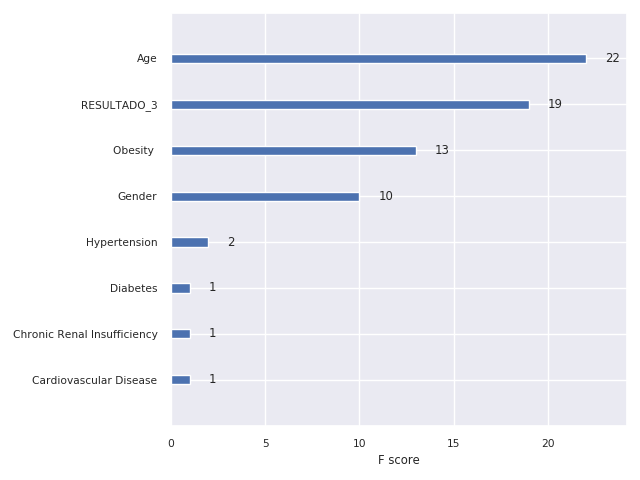 Age 22
RESULTADO_3 19
Obesity 13
Gender 10
Hypertension 2
Diabetes 1
Chronic Renal Insufficiency 1
Cardiovascular Disease 1
0 5 10 15 20
F score